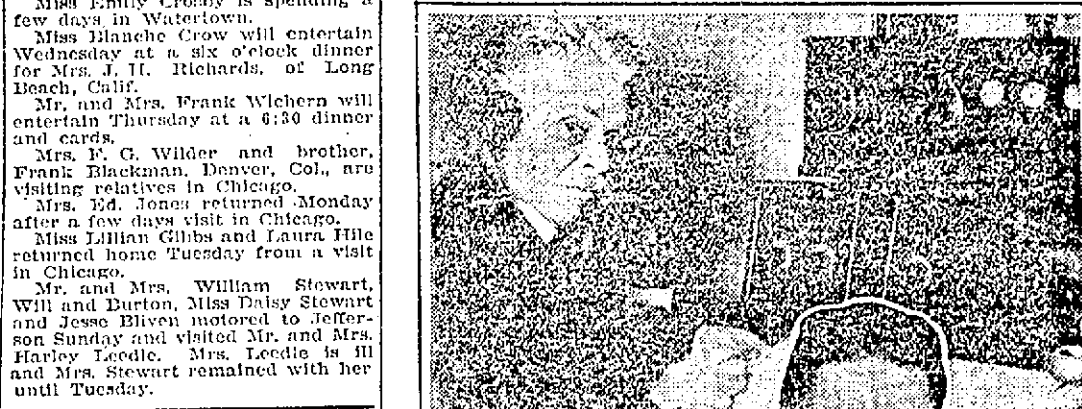 Miss Emily Crosby is spending a
few days in Watertown.
Miss Blanche Crow will entertain
Wednesday at a six o'clock dinner
for Mrs. J. H. Richards, of Long
Beach, Calif.
Mr. and Mrs. Frank Wichern will
entertain Thursday at a 6:30 dinner
and cards.
Mrs. F. G. Wilder and brother,
Frank Blackman, Denver, Col., are
visiting relatives in Chicago.
Mrs. Ed. Jones returned Monday
after a few days visit in Chicago.
Miss Lillian Gibbs and Laura Hile
returned home Tuesday from a visit
in Chicago.
Mr. and Mrs. William Stewart,
Will and Burton, Miss Daisy Stewart
and Jesse Bliven motored to Jeffer-
son Sunday and visited Mr. and Mrs.
Harley Leedle. Mrs. Leedle is ill
and Mrs. Stewart remained with her
until Tuesday.